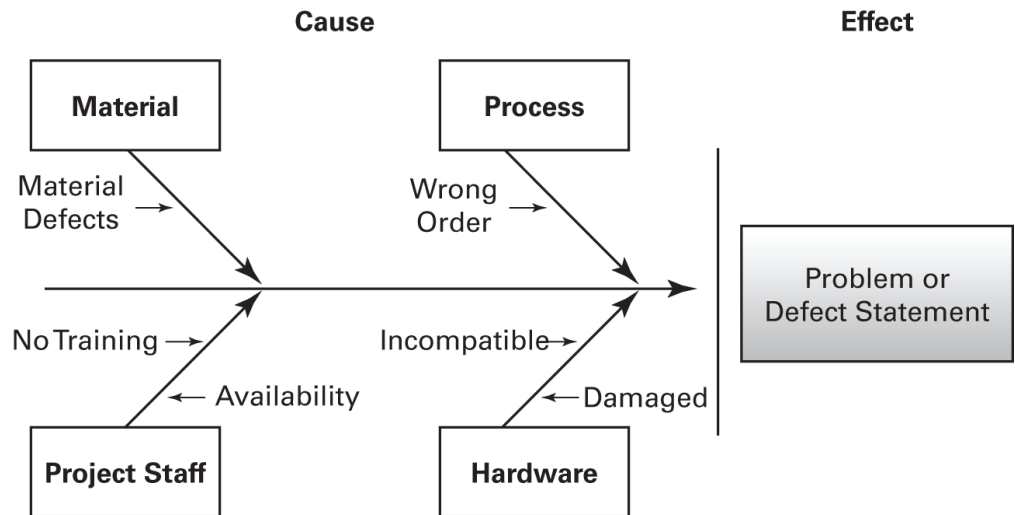 Cause
Effect
Material
Process
Material
Defects
Wrong
Order
Problem or
Defect Statement
No Training
Incompatible
Availability
Damaged
Project Staff
Hardware